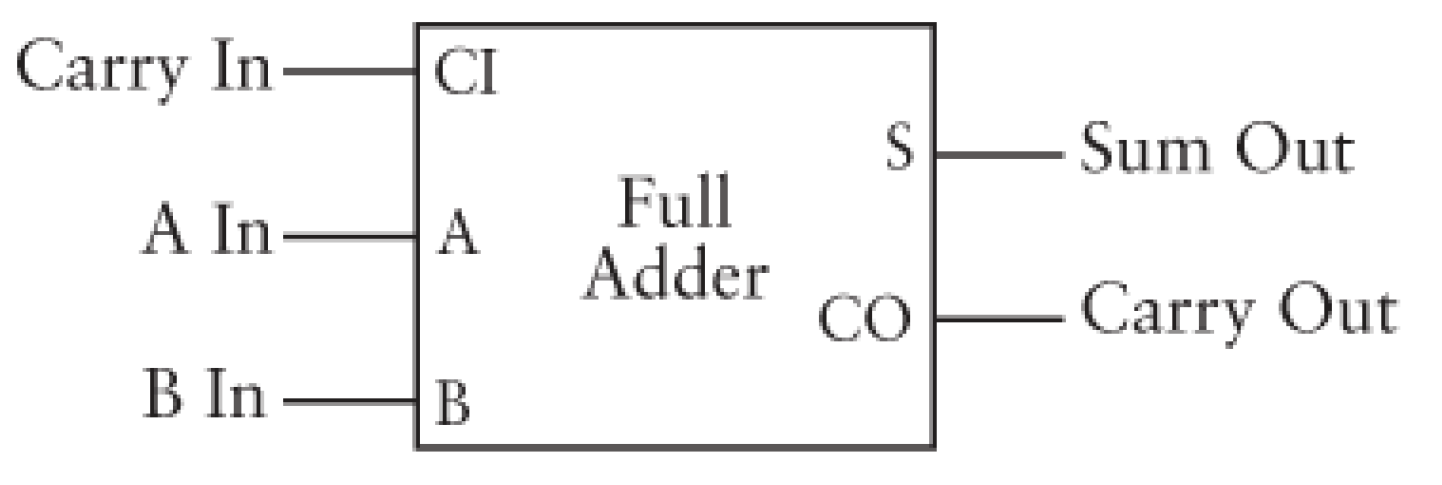 Carry In
CI
S
Sum Out
A In
A
Full
Adder
CO
Carry Out
B In
B